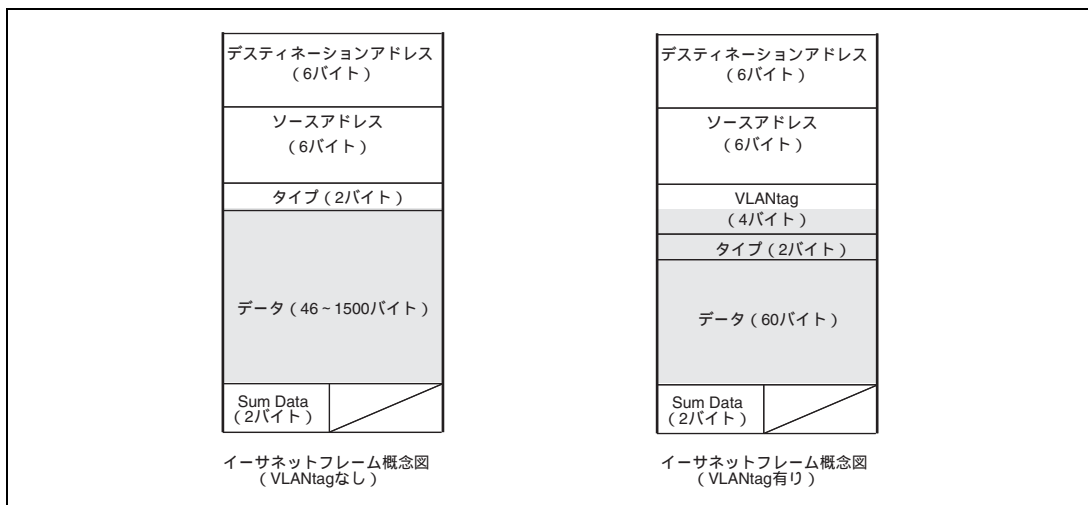 デスティネーションアドレス
（6バイト）
ソースアドレス
（6バイト）
タイプ（2バイト）
データ（46～1500バイト）
Sum Data
（2バイト）
イーサネットフレーム概念図
（VLANtagなし）
デスティネーションアドレス
（6バイト）
ソースアドレス
（6バイト）
VLANtag
（4バイト）
タイプ（2バイト）
データ（60バイト）
Sum Data
（2バイト）
イーサネットフレーム概念図
（VLANtag有り）